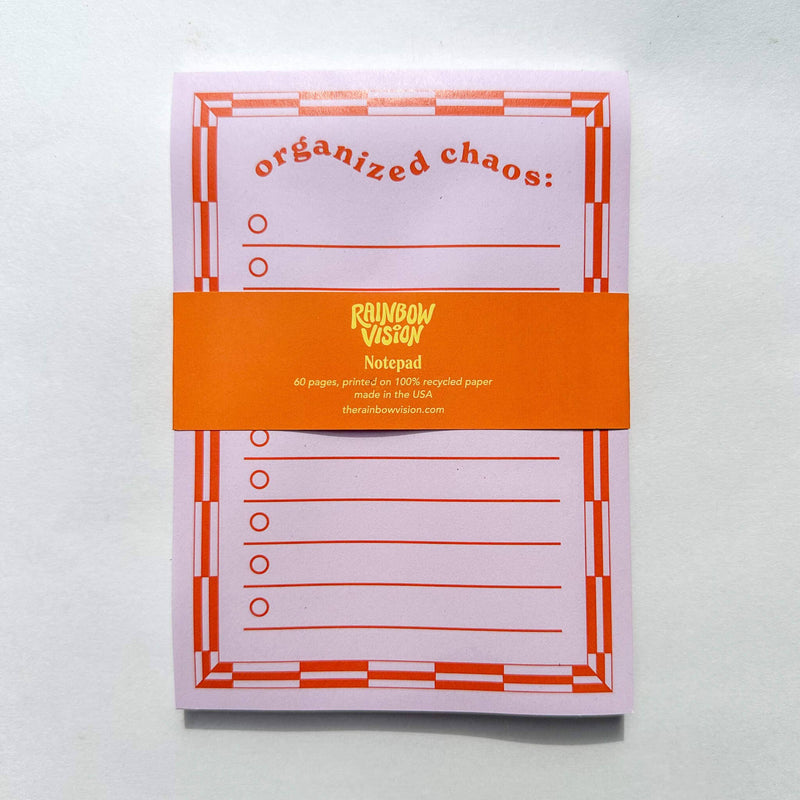 organized chaos:
RAINBOW
VISION
Notepad
60 pages, printed on 100% recycled paper
made in the USA
therainbowvision.com